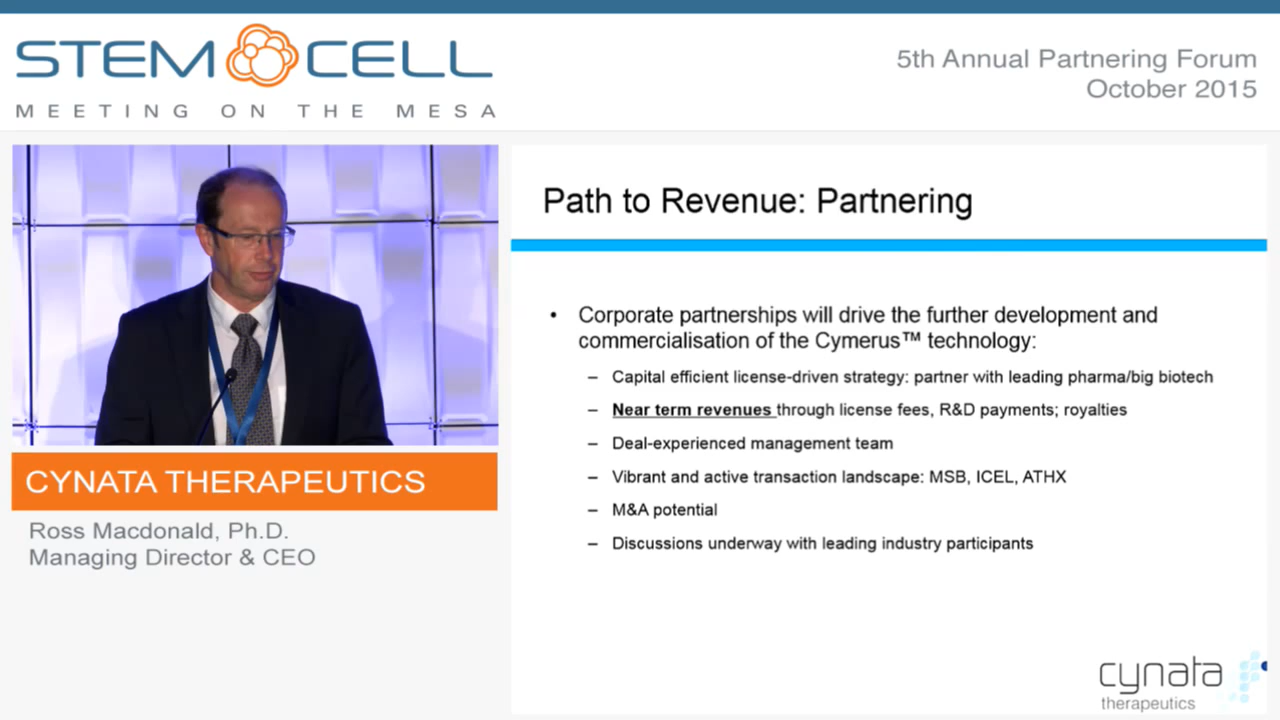 STEM CELL
MEETING ON THE MESA
5th Annual Partnering Forum
October 2015
CYNATA THERAPEUTICS
Ross Macdonald, Ph.D.
Managing Director & CEO
Path to Revenue: Partnering
• Corporate partnerships will drive the further development and
commercialisation of the Cymerus™ technology:
– Capital efficient license-driven strategy: partner with leading pharma/big biotech
– Near term revenues through license fees, R&D payments; royalties
– Deal-experienced management team
– Vibrant and active transaction landscape: MSB, ICEL, ATHX
– M&A potential
– Discussions underway with leading industry participants
cynata
therapeutics